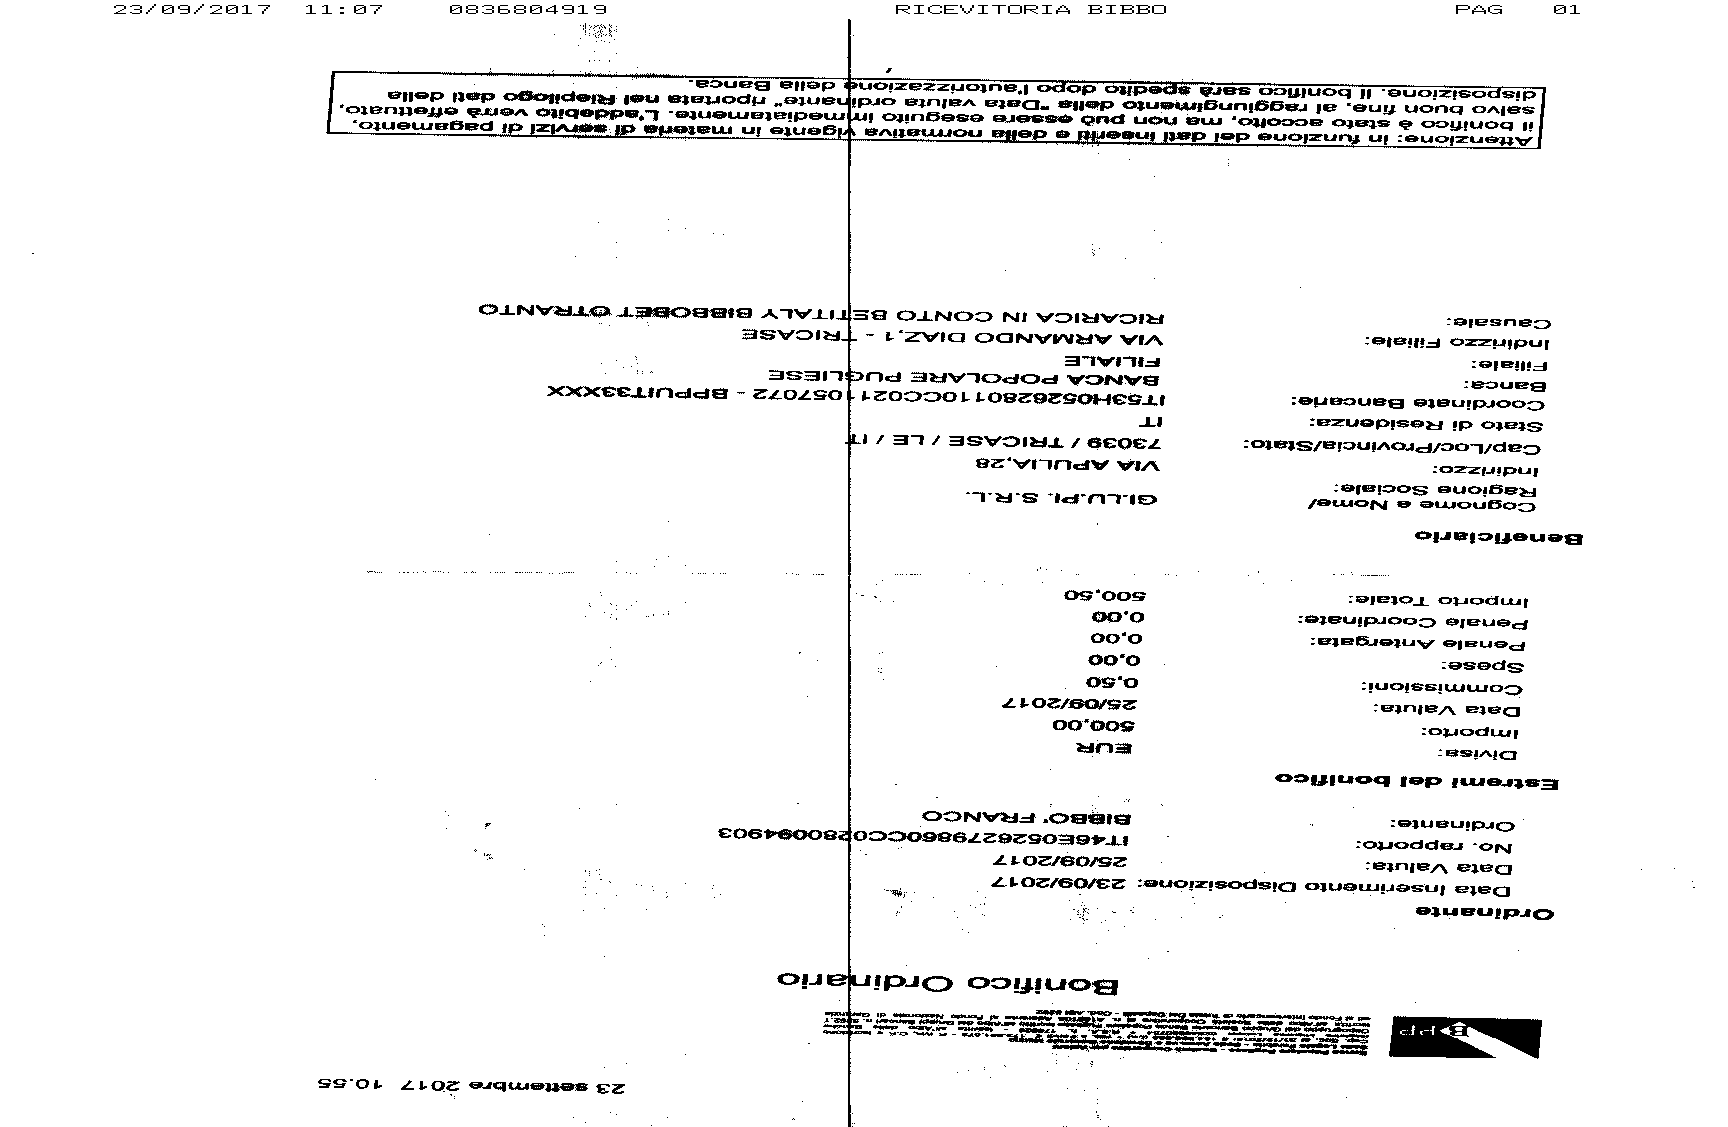 23/09/2017 11:07 0836804919 RICEVITORIA BIBBO PAG 01
23 settembre 2017 10.55
BPP
Bonifico Ordinario
Ordinante
Data Inserimento Disposizione: 23/09/2017
Data Valuta: 25/09/2017
No. rapporto: IT46E0526279860CC0280094903
Ordinante: BIBBO' FRANCO
Estremi del bonifico
Divisa: EUR
Importo: 500,00
Data Valuta: 25/09/2017
Commissioni: 0,50
Spese: 0,00
Penale Antergata: 0,00
Penale Coordinate: 0,00
Importo Totale: 500,50
Beneficiario
Cognome e Nome/
Ragione Sociale: GI.LU.PI. S.R.L.
Indirizzo: VIA APULIA,28
Cap/Loc/Provincia/Stato: 73039 / TRICASE / LE / IT
Stato di Residenza: IT
Coordinate Bancarie: IT53H0526280110CC0211057072 - BPPUIT33XXX
Banca: BANCA POPOLARE PUGLIESE
Filiale: FILIALE
Indirizzo Filiale: VIA ARMANDO DIAZ,1 - TRICASE
Causale: RICARICA IN CONTO BETITALY BIBBOBET OTRANTO
Attenzione: in funzione dei dati inseriti e della normativa vigente in materia di servizi di pagamento,
il bonifico è stato accolto, ma non può essere eseguito immediatamente. L'addebito verrà effettuato,
salvo buon fine, al raggiungimento della "Data valuta ordinante" riportata nel Riepilogo dati della
disposizione. Il bonifico sarà spedito dopo l'autorizzazione della Banca.